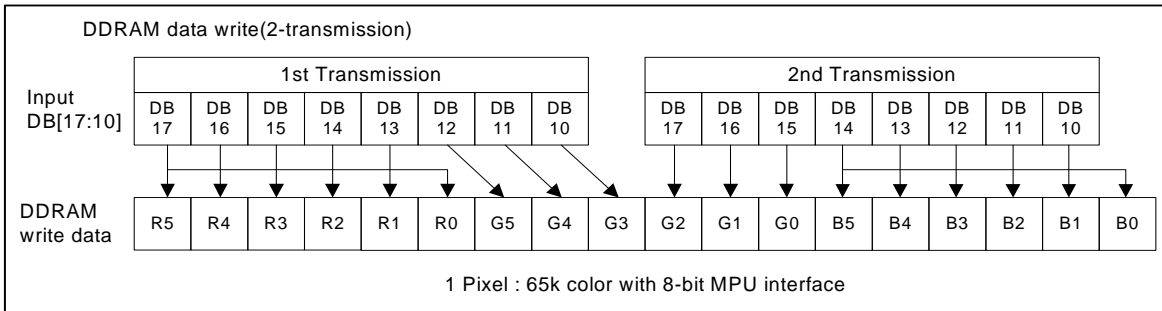 DDRAM data write(2-transmission)
1st Transmission 2nd Transmission
Input
DB[17:10]
DB 17 DB 16 DB 15 DB 14 DB 13 DB 12 DB 11 DB 10 DB 17 DB 16 DB 15 DB 14 DB 13 DB 12 DB 11 DB 10
DDRAM
write data
R5 R4 R3 R2 R1 R0 G5 G4 G3 G2 G1 G0 B5 B4 B3 B2 B1 B0
1 Pixel : 65k color with 8-bit MPU interface